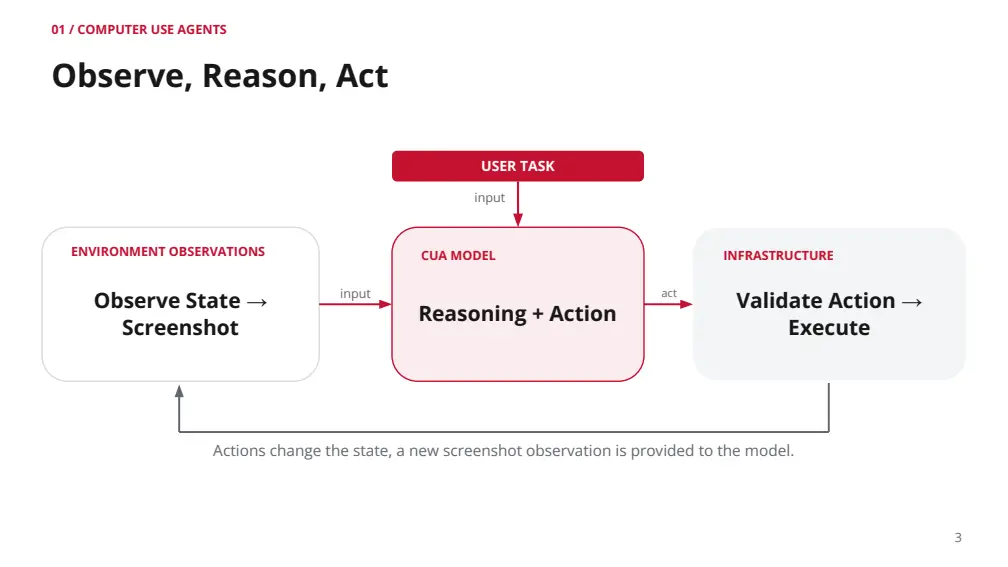 01 / COMPUTER USE AGENTS
Observe, Reason, Act
USER TASK
input
ENVIRONMENT OBSERVATIONS
Observe State →
Screenshot
input
CUA MODEL
Reasoning + Action
act
INFRASTRUCTURE
Validate Action →
Execute
Actions change the state, a new screenshot observation is provided to the model.
3